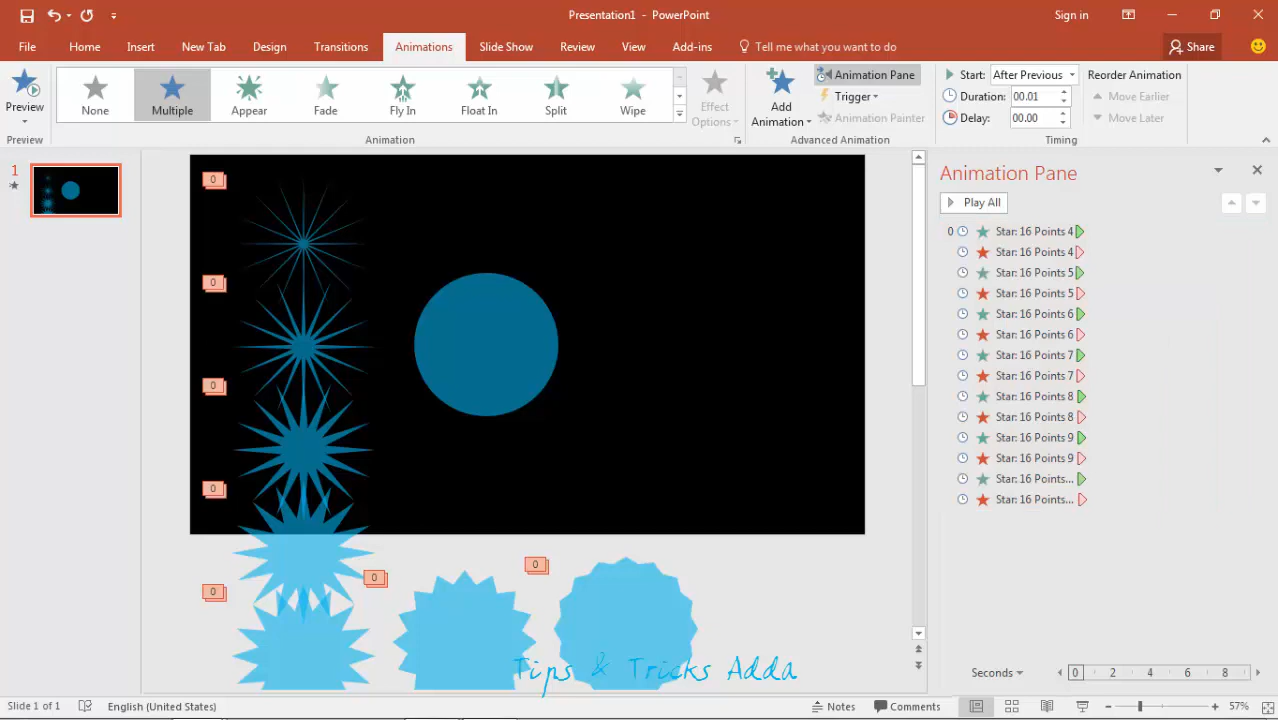 Presentation1 - PowerPoint
Sign in
File Home Insert New Tab Design Transitions Animations Slide Show Review View Add-ins Tell me what you want to do Share
Preview
None
Multiple
Appear
Fade
Fly In
Float In
Split
Wipe
Effect Options
Add Animation
Animation Pane
Trigger
Animation Painter
Start: After Previous
Duration: 00.01
Delay: 00.00
Reorder Animation
Move Earlier
Move Later
Preview
Animation
Advanced Animation
Timing
1
0
0
0
0
0
0
0
Tips & Tricks Adda
Animation Pane
Play All
0 Star: 16 Points 4
Star: 16 Points 4
Star: 16 Points 5
Star: 16 Points 5
Star: 16 Points 6
Star: 16 Points 6
Star: 16 Points 7
Star: 16 Points 7
Star: 16 Points 8
Star: 16 Points 8
Star: 16 Points 9
Star: 16 Points 9
Star: 16 Points...
Star: 16 Points...
Seconds 0 2 4 6 8
Slide 1 of 1 English (United States) Notes Comments 57%